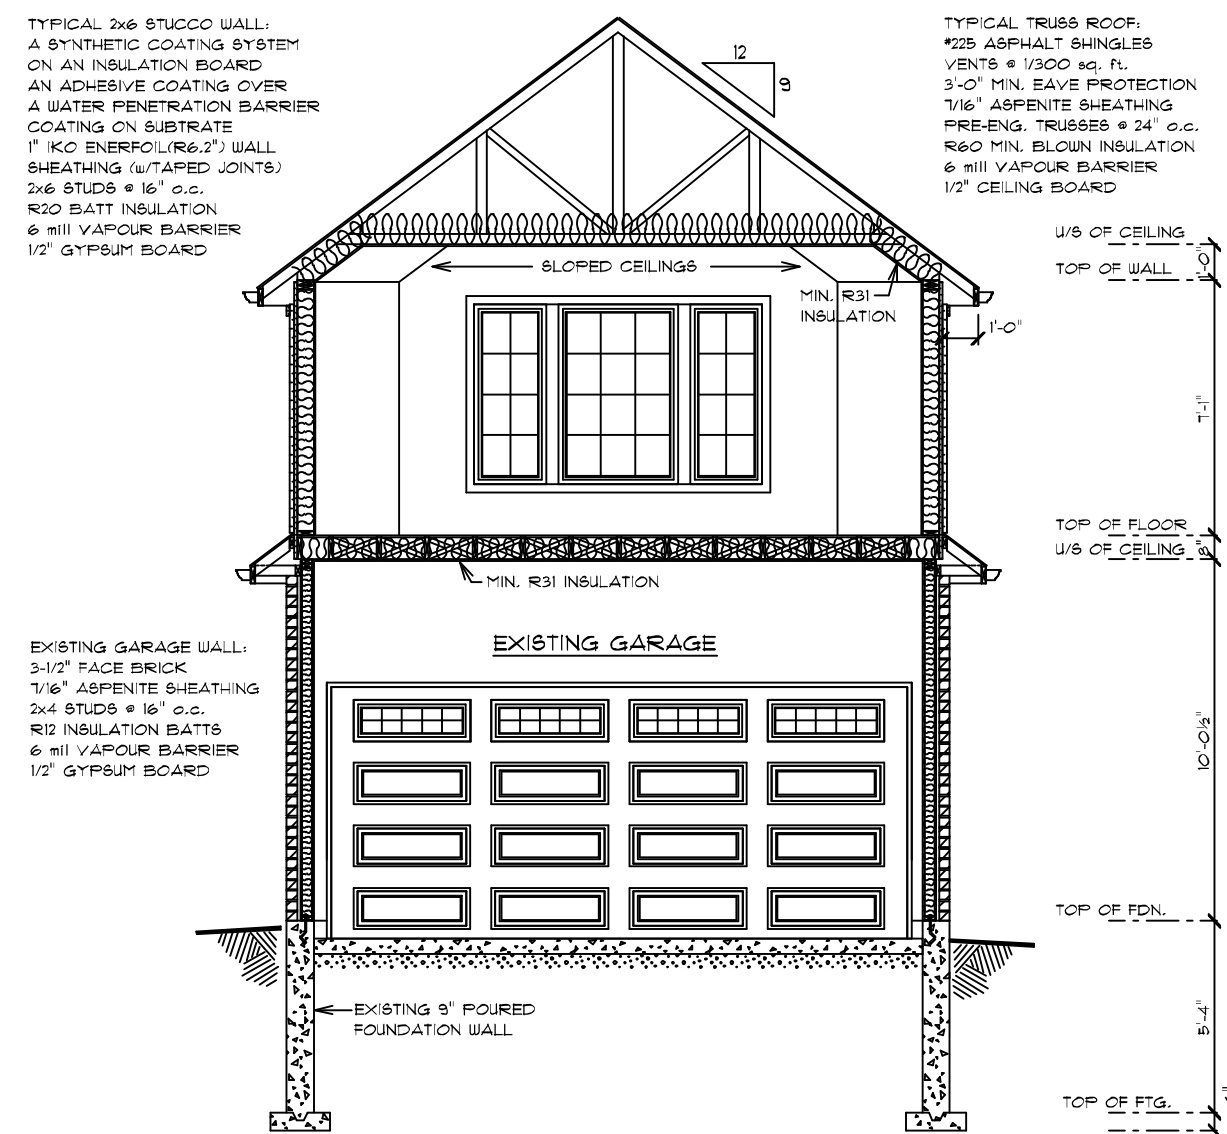 TYPICAL 2x6 STUCCO WALL:
A SYNTHETIC COATING SYSTEM
ON AN INSULATION BOARD
AN ADHESIVE COATING OVER
A WATER PENETRATION BARRIER
COATING ON SUBTRATE
1" IKO ENERFOIL(R6.2") WALL
SHEATHING (w/TAPED JOINTS)
2x6 STUDS @ 16" o.c.
R20 BATT INSULATION
6 mill VAPOUR BARRIER
1/2" GYPSUM BOARD
12
9
TYPICAL TRUSS ROOF:
#225 ASPHALT SHINGLES
VENTS @ 1/300 sq. ft.
3'-0" MIN. EAVE PROTECTION
7/16" ASPENITE SHEATHING
PRE-ENG. TRUSSES @ 24" o.c.
R60 MIN. BLOWN INSULATION
6 mill VAPOUR BARRIER
1/2" CEILING BOARD
U/S OF CEILING
1'-0"
TOP OF WALL
SLOPED CEILINGS
MIN. R31
INSULATION
1'-0"
7'-1"
TOP OF FLOOR
U/S OF CEILING
8"
MIN. R31 INSULATION
EXISTING GARAGE
EXISTING GARAGE WALL:
3-1/2" FACE BRICK
7/16" ASPENITE SHEATHING
2x4 STUDS @ 16" o.c.
R12 INSULATION BATTS
6 mil VAPOUR BARRIER
1/2" GYPSUM BOARD
10'-0½"
TOP OF FDN.
EXISTING 9" POURED
FOUNDATION WALL
5'-4"
TOP OF FTG.